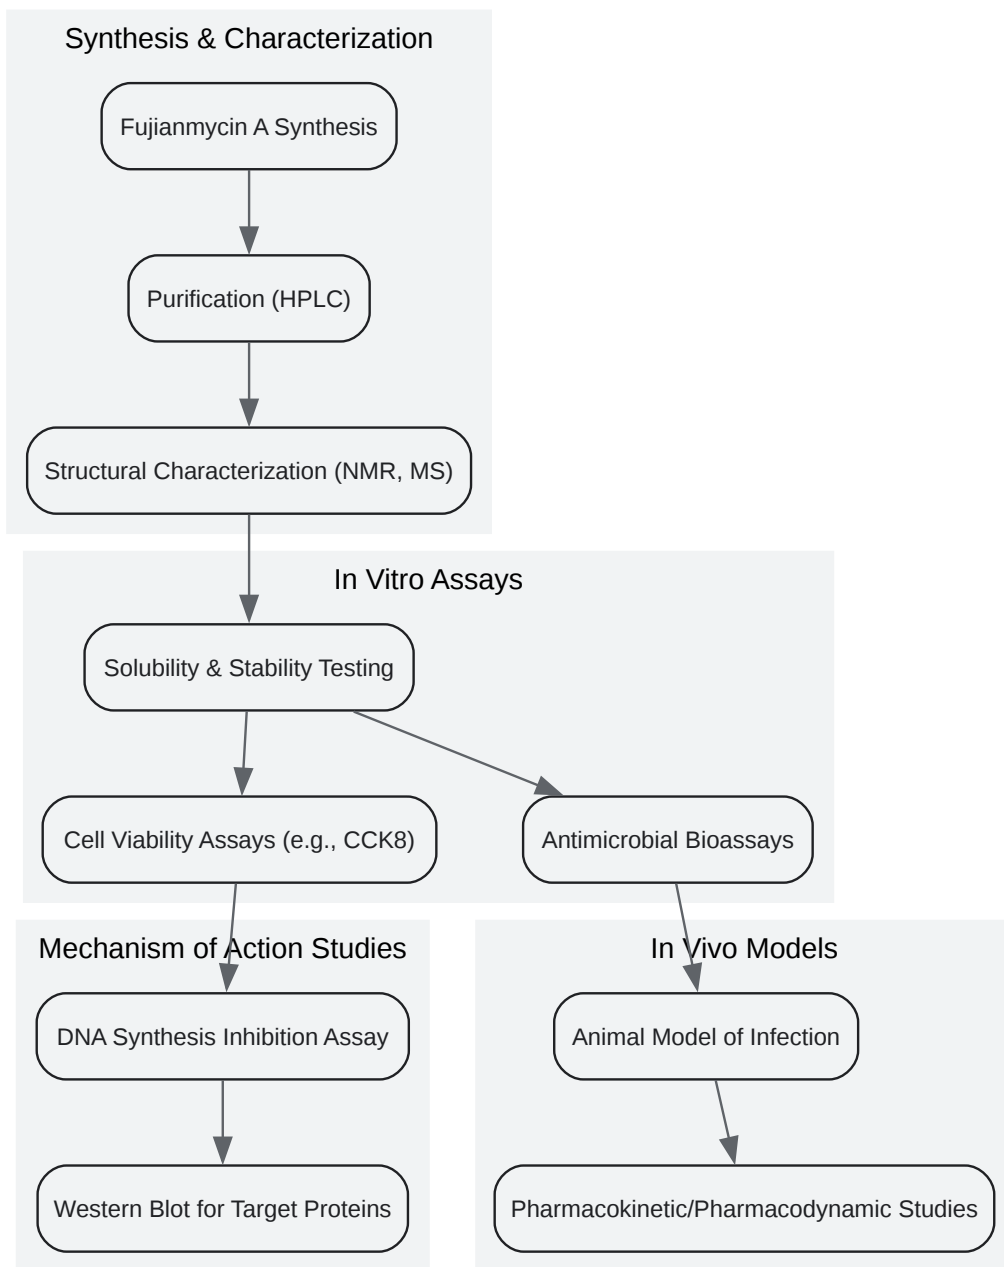 Synthesis & Characterization
Fujianmycin A Synthesis
Purification (HPLC)
Structural Characterization (NMR, MS)
In Vitro Assays
Solubility & Stability Testing
Cell Viability Assays (e.g., CCK8)
Antimicrobial Bioassays
Mechanism of Action Studies
In Vivo Models
DNA Synthesis Inhibition Assay
Animal Model of Infection
Western Blot for Target Proteins
Pharmacokinetic/Pharmacodynamic Studies